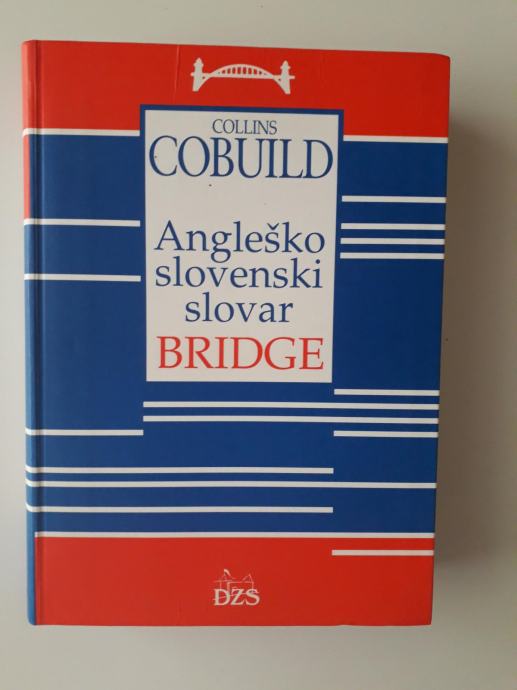 COLLINS
COBUILD
Angleško
slovenski
slovar
BRIDGE
DZS